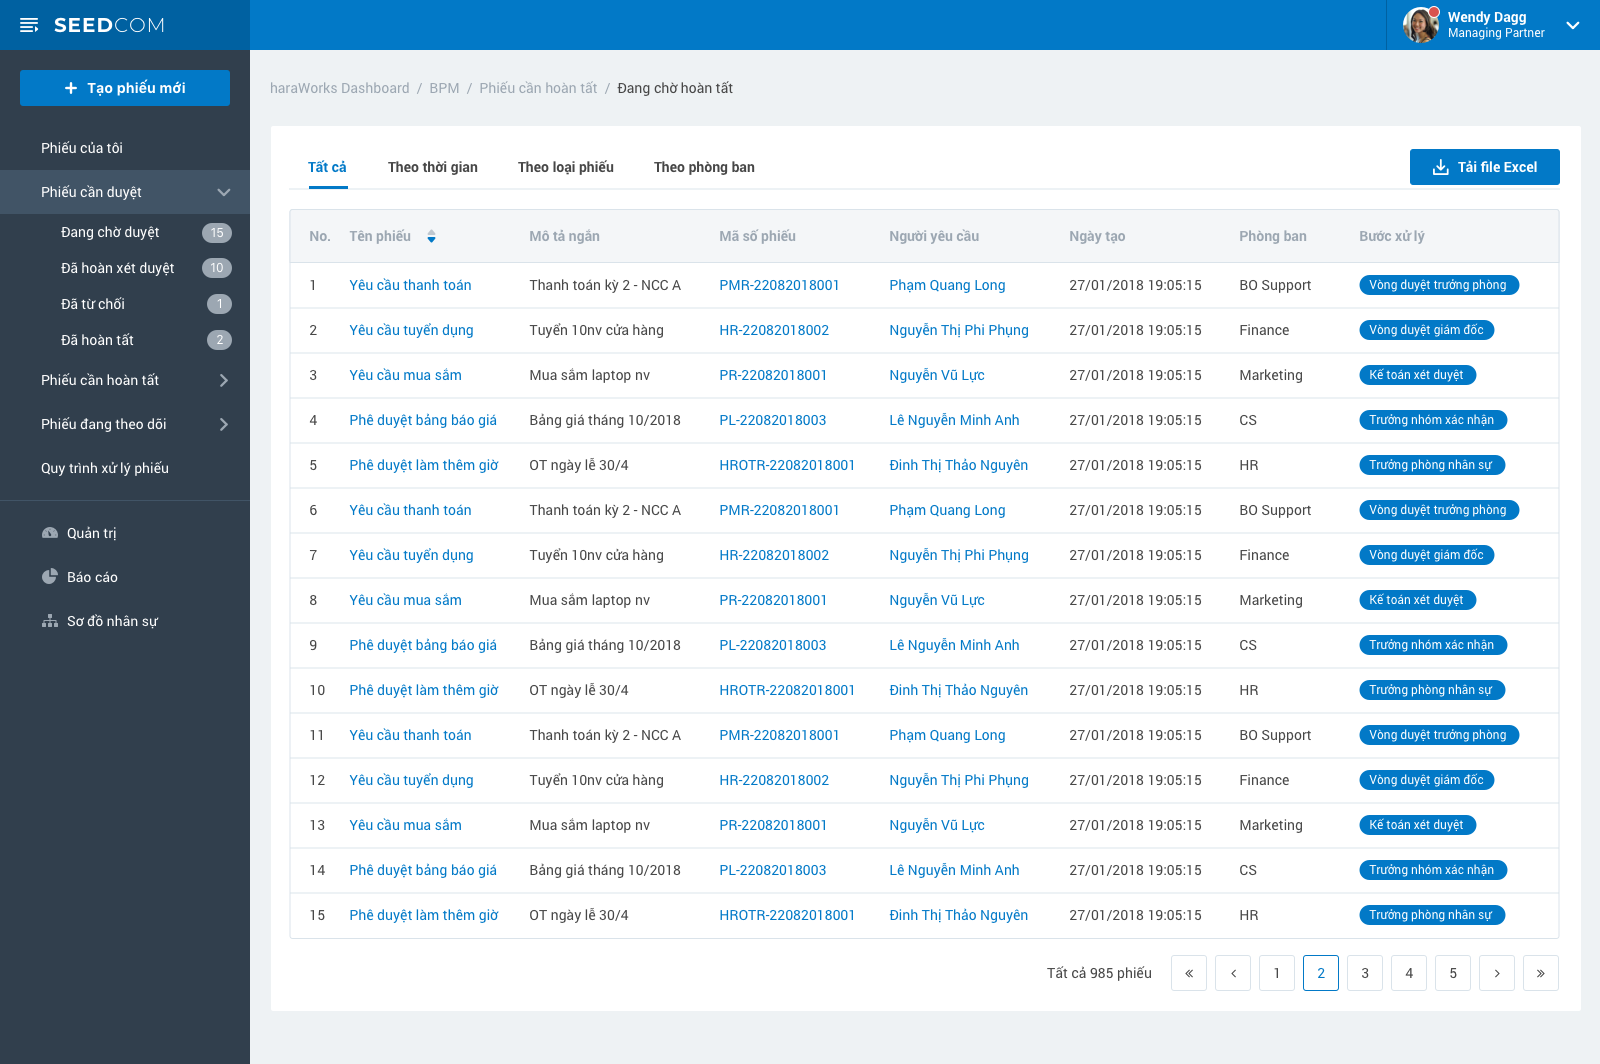 SEEDCOM
Wendy Dagg
Managing Partner
+ Tạo phiếu mới
Phiếu của tôi
Phiếu cần duyệt
Đang chờ duyệt 15
Đã hoàn xét duyệt 10
Đã từ chối 1
Đã hoàn tất 2
Phiếu cần hoàn tất
Phiếu đang theo dõi
Quy trình xử lý phiếu
Quản trị
Báo cáo
Sơ đồ nhân sự
haraWorks Dashboard / BPM / Phiếu cần hoàn tất / Đang chờ hoàn tất
Tất cả Theo thời gian Theo loại phiếu Theo phòng ban Tải file Excel
No. Tên phiếu Mô tả ngắn Mã số phiếu Người yêu cầu Ngày tạo Phòng ban Bước xử lý
1 Yêu cầu thanh toán Thanh toán kỳ 2 - NCC A PMR-22082018001 Phạm Quang Long 27/01/2018 19:05:15 BO Support Vòng duyệt trưởng phòng
2 Yêu cầu tuyển dụng Tuyển 10nv cửa hàng HR-22082018002 Nguyễn Thị Phi Phụng 27/01/2018 19:05:15 Finance Vòng duyệt giám đốc
3 Yêu cầu mua sắm Mua sắm laptop nv PR-22082018001 Nguyễn Vũ Lực 27/01/2018 19:05:15 Marketing Kế toán xét duyệt
4 Phê duyệt bảng báo giá Bảng giá tháng 10/2018 PL-22082018003 Lê Nguyễn Minh Anh 27/01/2018 19:05:15 CS Trưởng nhóm xác nhận
5 Phê duyệt làm thêm giờ OT ngày lễ 30/4 HROTR-22082018001 Đinh Thị Thảo Nguyên 27/01/2018 19:05:15 HR Trưởng phòng nhân sự
6 Yêu cầu thanh toán Thanh toán kỳ 2 - NCC A PMR-22082018001 Phạm Quang Long 27/01/2018 19:05:15 BO Support Vòng duyệt trưởng phòng
7 Yêu cầu tuyển dụng Tuyển 10nv cửa hàng HR-22082018002 Nguyễn Thị Phi Phụng 27/01/2018 19:05:15 Finance Vòng duyệt giám đốc
8 Yêu cầu mua sắm Mua sắm laptop nv PR-22082018001 Nguyễn Vũ Lực 27/01/2018 19:05:15 Marketing Kế toán xét duyệt
9 Phê duyệt bảng báo giá Bảng giá tháng 10/2018 PL-22082018003 Lê Nguyễn Minh Anh 27/01/2018 19:05:15 CS Trưởng nhóm xác nhận
10 Phê duyệt làm thêm giờ OT ngày lễ 30/4 HROTR-22082018001 Đinh Thị Thảo Nguyên 27/01/2018 19:05:15 HR Trưởng phòng nhân sự
11 Yêu cầu thanh toán Thanh toán kỳ 2 - NCC A PMR-22082018001 Phạm Quang Long 27/01/2018 19:05:15 BO Support Vòng duyệt trưởng phòng
12 Yêu cầu tuyển dụng Tuyển 10nv cửa hàng HR-22082018002 Nguyễn Thị Phi Phụng 27/01/2018 19:05:15 Finance Vòng duyệt giám đốc
13 Yêu cầu mua sắm Mua sắm laptop nv PR-22082018001 Nguyễn Vũ Lực 27/01/2018 19:05:15 Marketing Kế toán xét duyệt
14 Phê duyệt bảng báo giá Bảng giá tháng 10/2018 PL-22082018003 Lê Nguyễn Minh Anh 27/01/2018 19:05:15 CS Trưởng nhóm xác nhận
15 Phê duyệt làm thêm giờ OT ngày lễ 30/4 HROTR-22082018001 Đinh Thị Thảo Nguyên 27/01/2018 19:05:15 HR Trưởng phòng nhân sự
Tất cả 985 phiếu « ‹ 1 2 3 4 5 › »